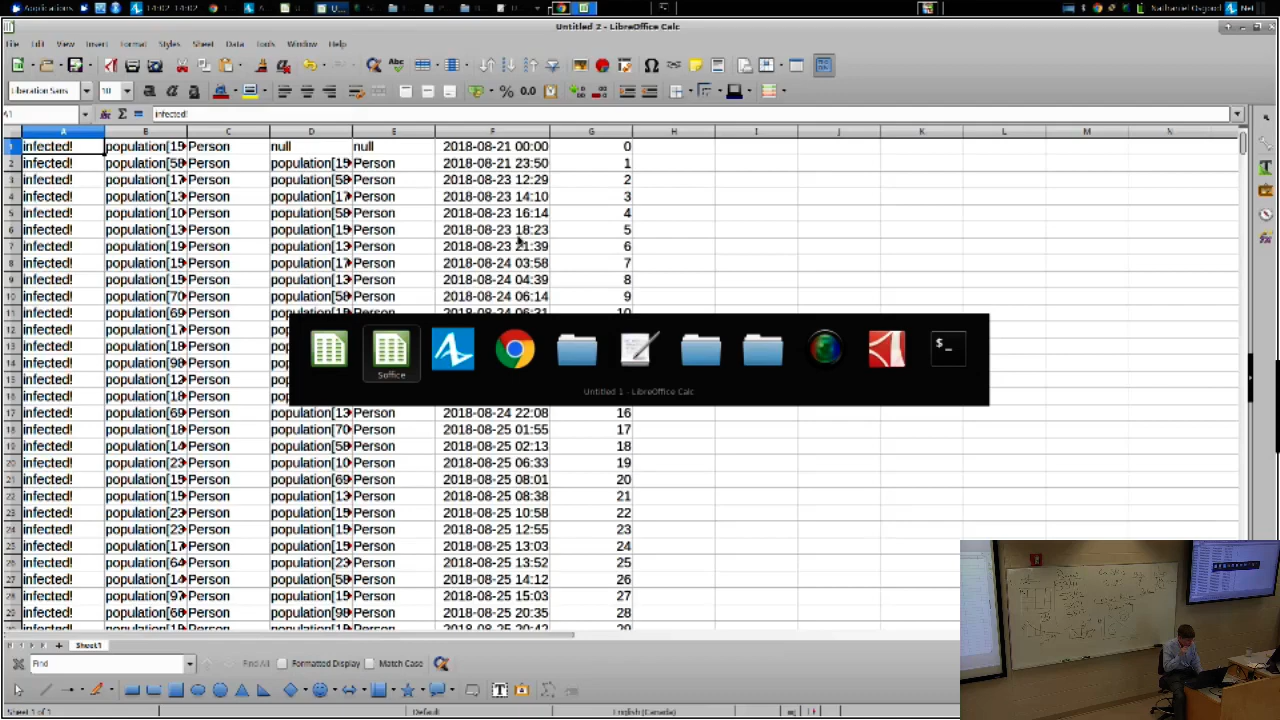 Applications 14:02 14:02 Nathaniel Osgood Net
Untitled 2 - LibreOffice Calc
File Edit View Insert Format Styles Sheet Data Tools Window Help
Liberation Sans 10
A1 infected!
A B C D E F G H I J K L M N
1 infected! population[15 Person null null 2018-08-21 00:00 0
2 infected! population[58 Person population[15 Person 2018-08-21 23:50 1
3 infected! population[17 Person population[58 Person 2018-08-23 12:29 2
4 infected! population[13 Person population[17 Person 2018-08-23 14:10 3
5 infected! population[10 Person population[58 Person 2018-08-23 16:14 4
6 infected! population[13 Person population[15 Person 2018-08-23 18:23 5
7 infected! population[19 Person population[13 Person 2018-08-23 21:39 6
8 infected! population[15 Person population[17 Person 2018-08-24 03:58 7
9 infected! population[15 Person population[13 Person 2018-08-24 04:39 8
10 infected! population[70 Person population[58 Person 2018-08-24 06:14 9
11 infected! population[69 Person
12 infected! population[17 Person
13 infected! population[18 Person
14 infected! population[98 Person
15 infected! population[12 Person
16 infected! population[18 Person
17 infected! population[69 Person population[13 Person 2018-08-24 22:08 16
18 infected! population[18 Person population[70 Person 2018-08-25 01:55 17
19 infected! population[14 Person population[58 Person 2018-08-25 02:13 18
20 infected! population[23 Person population[10 Person 2018-08-25 06:33 19
21 infected! population[15 Person population[69 Person 2018-08-25 08:01 20
22 infected! population[15 Person population[13 Person 2018-08-25 08:38 21
23 infected! population[23 Person population[15 Person 2018-08-25 10:58 22
24 infected! population[23 Person population[15 Person 2018-08-25 12:55 23
25 infected! population[17 Person population[15 Person 2018-08-25 13:03 24
26 infected! population[64 Person population[23 Person 2018-08-25 13:52 25
27 infected! population[14 Person population[58 Person 2018-08-25 14:12 26
28 infected! population[97 Person population[15 Person 2018-08-25 15:03 27
29 infected! population[66 Person population[98 Person 2018-08-25 20:35 28
Soffice
Untitled 1 - LibreOffice Calc
Sheet1
Find Find All Formatted Display Match Case
Sheet 1 of 1 Default English (Canada)